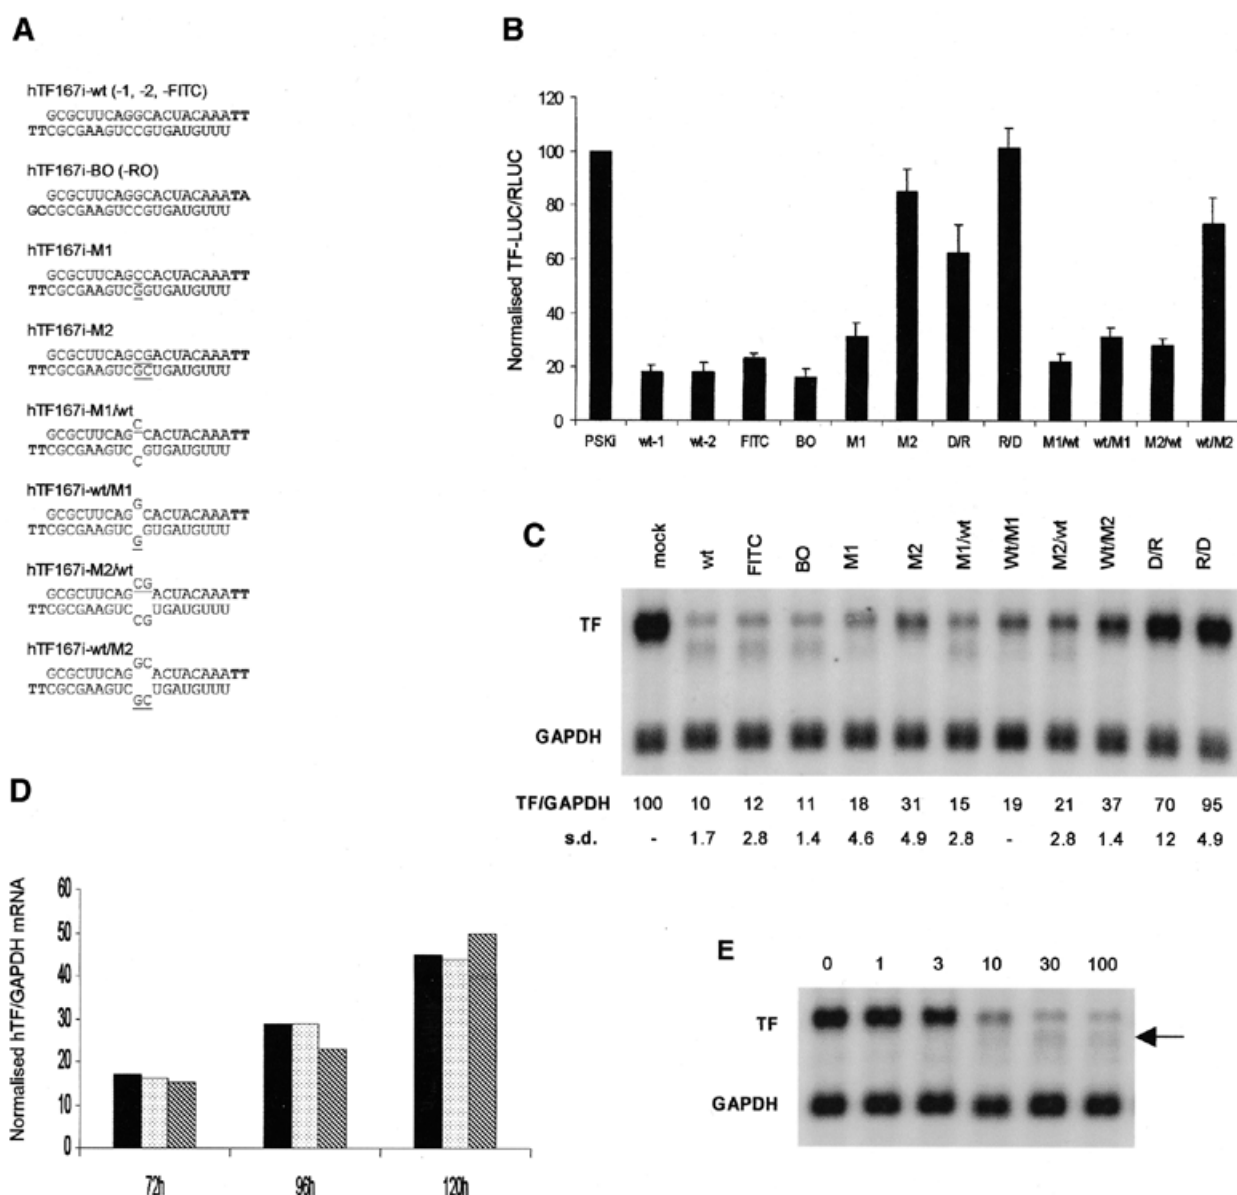 A
hTF167i-wt (-1, -2, -FITC)
GCGCUUCAGGCACUACAAATT
TTCGCGAAGUCCGUGAUGUUU
hTF167i-BO (-RO)
GCGCUUCAGGCACUACAAATA
GCCGCGAAGUCCGUGAUGUUU
hTF167i-M1
GCGCUUCAGCCACUACAAATT
TTCGCGAAGUCGGUGAUGUUU
hTF167i-M2
GCGCUUCAGCGACUACAAATT
TTCGCGAAGUCGCUGAUGUUU
hTF167i-M1/wt
C
GCGCUUCAG CACUACAAATT
TTCGCGAAGUC GUGAUGUUU
C
hTF167i-wt/M1
G
GCGCUUCAG CACUACAAATT
TTCGCGAAGUC GUGAUGUUU
G
hTF167i-M2/wt
CG
GCGCUUCAG ACUACAAATT
TTCGCGAAGUC UGAUGUUU
CG
hTF167i-wt/M2
GC
GCGCUUCAG ACUACAAATT
TTCGCGAAGUC UGAUGUUU
GC
B
Normalised TF-LUC/RLUC
120
100
80
60
40
20
0
PSKi wt-1 wt-2 FITC BO M1 M2 D/R R/D M1/wt wt/M1 M2/wt wt/M2
C
mock wt FITC BO M1 M2 M1/wt Wt/M1 M2/wt Wt/M2 D/R R/D
TF
GAPDH
TF/GAPDH 100 10 12 11 18 31 15 19 21 37 70 95
s.d. - 1.7 2.8 1.4 4.6 4.9 2.8 - 2.8 1.4 12 4.9
D
Normalised hTF/GAPDH mRNA
60
50
40
30
20
10
0
72h 96h 120h
E
0 1 3 10 30 100
TF
GAPDH